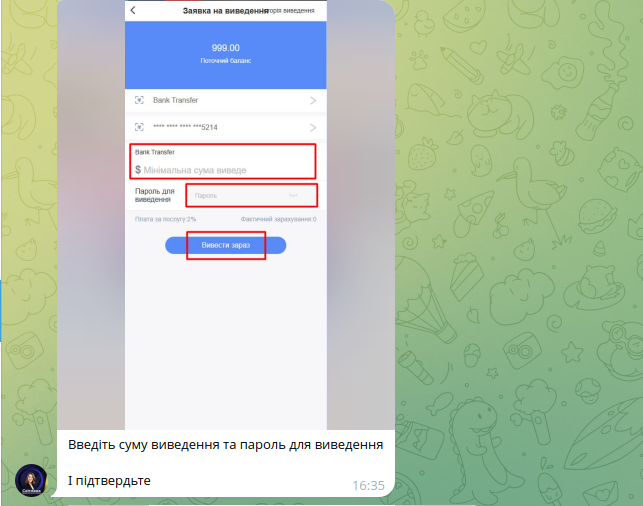 Заявка на виведення торія виведення
999.00
Поточний баланс
Bank Transfer
**** **** **** ***5214
Bank Transfer
$ Мінімальна сума виведе
Пароль для
виведення
Пароль
Плата за послугу:2% Фактичний зарахування:0
Вивести зараз
Введіть суму виведення та пароль для виведення
І підтвердьте
16:35